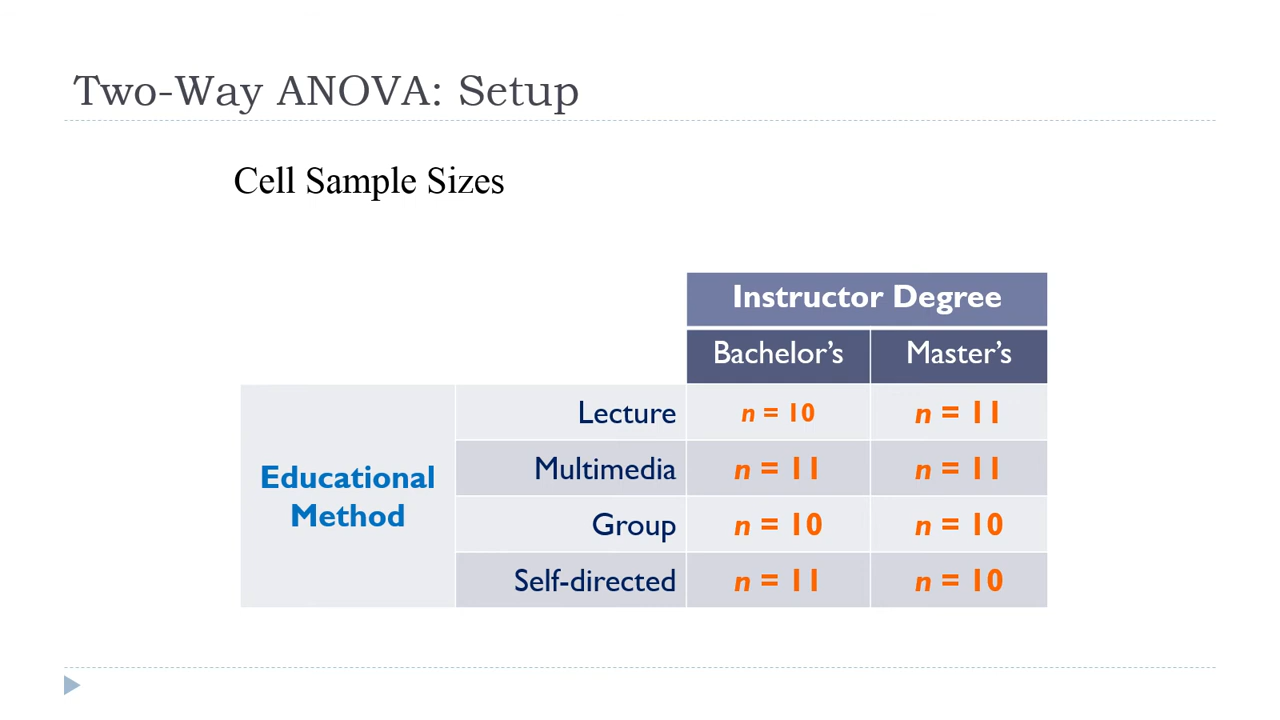 Two-Way ANOVA: Setup
Cell Sample Sizes
Instructor Degree
Bachelor’s Master’s
Educational
Method
Lecture n = 10 n = 11
Multimedia n = 11 n = 11
Group n = 10 n = 10
Self-directed n = 11 n = 10